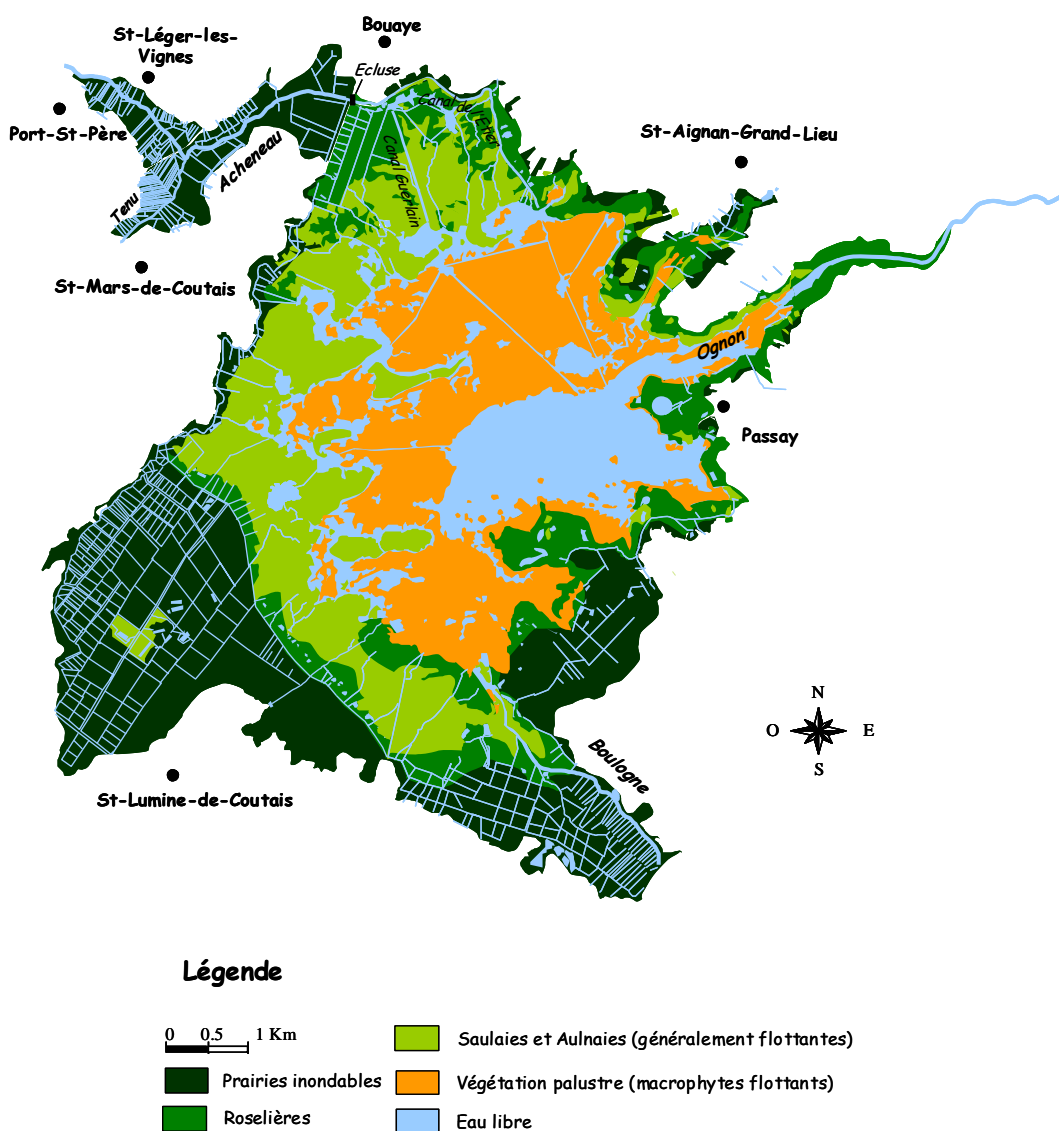 Bouaye
St-Léger-les-
Vignes
Ecluse
Canal de l'Etier
Port-St-Père
St-Aignan-Grand-Lieu
Acheneau
Canal Guerlain
Tenu
St-Mars-de-Coutais
Ognon
Passay
N
O
E
S
Boulogne
St-Lumine-de-Coutais
Légende
0 0.5 1 Km
Saulaies et Aulnaies (généralement flottantes)
Prairies inondables
Végétation palustre (macrophytes flottants)
Roselières
Eau libre